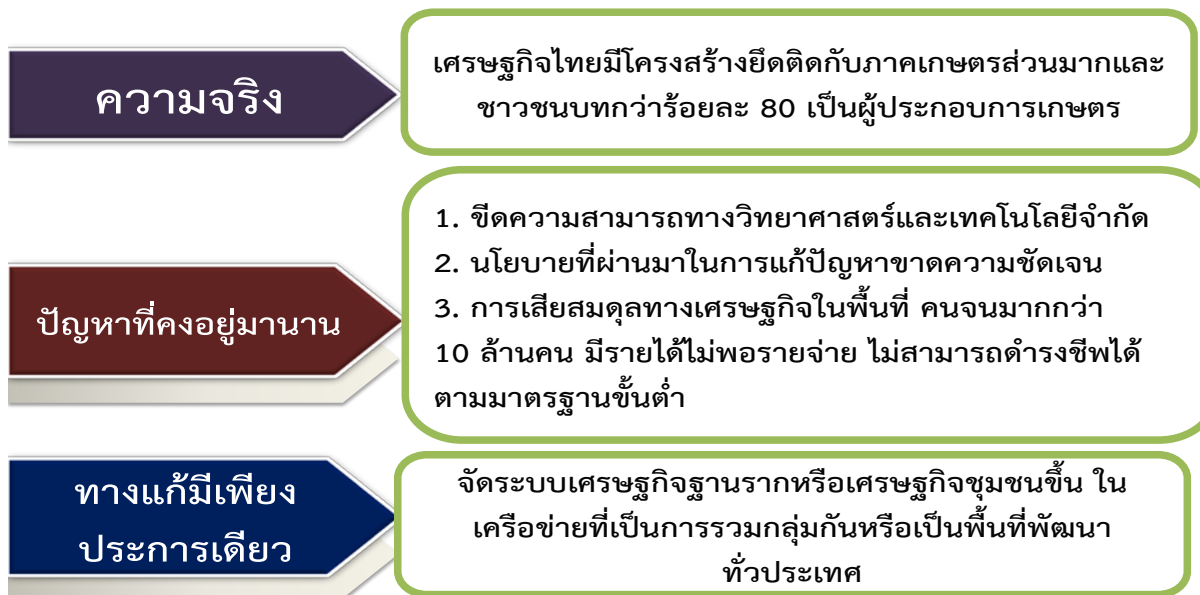 ความจริง
เศรษฐกิจไทยมีโครงสร้างยึดติดกับภาคเกษตรส่วนมากและ
ชาวชนบทกว่าร้อยละ 80 เป็นผู้ประกอบการเกษตร
ปัญหาที่คงอยู่มานาน
1. ขีดความสามารถทางวิทยาศาสตร์และเทคโนโลยีจำกัด
2. นโยบายที่ผ่านมาในการแก้ปัญหาขาดความชัดเจน
3. การเสียสมดุลทางเศรษฐกิจในพื้นที่ คนจนมากกว่า
10 ล้านคน มีรายได้ไม่พอรายจ่าย ไม่สามารถดำรงชีพได้
ตามมาตรฐานขั้นต่ำ
ทางแก้มีเพียง
ประการเดียว
จัดระบบเศรษฐกิจฐานรากหรือเศรษฐกิจชุมชนขึ้น ใน
เครือข่ายที่เป็นการรวมกลุ่มกันหรือเป็นพื้นที่พัฒนา
ทั่วประเทศ